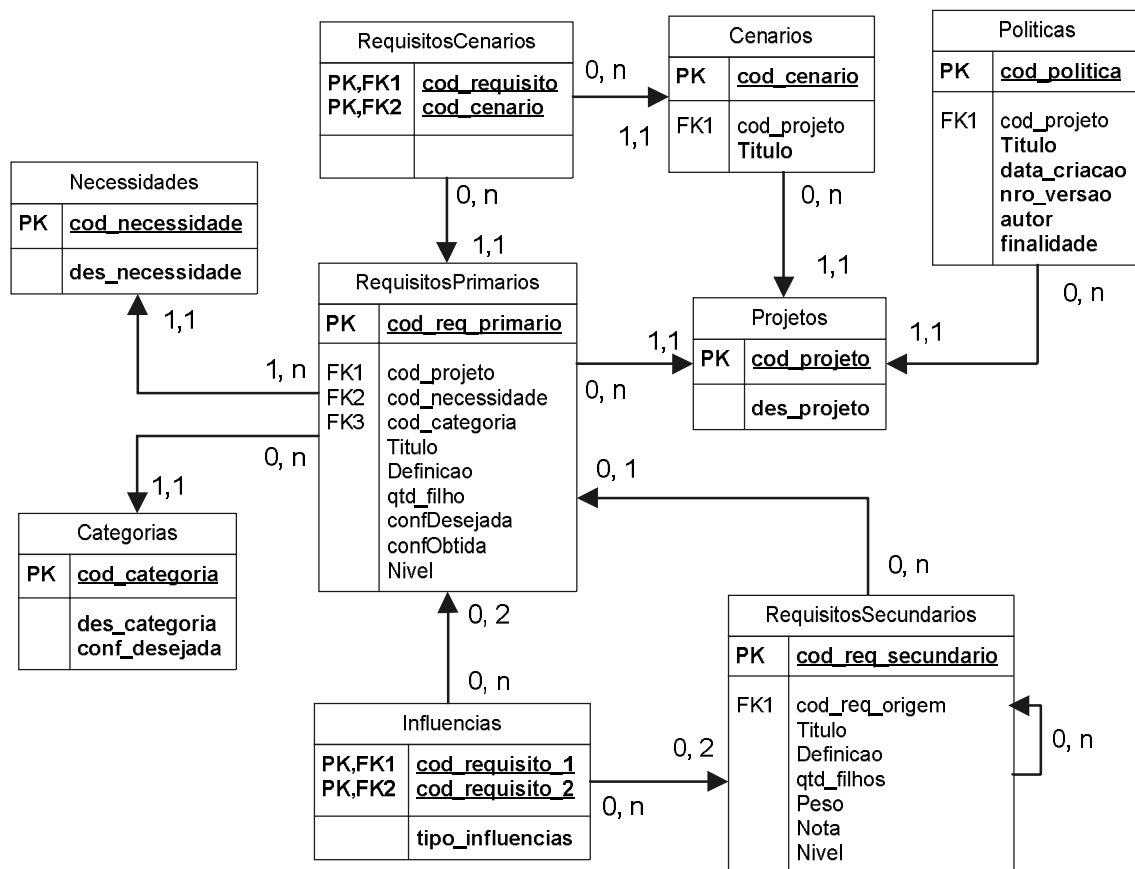 RequisitosCenarios
PK,FK1 cod_requisito
PK,FK2 cod_cenario
0, n
1,1
Cenarios
PK cod_cenario
FK1 cod_projeto
Titulo
Politicas
PK cod_politica
FK1 cod_projeto
Titulo
data_criacao
nro_versao
autor
finalidade
Necessidades
PK cod_necessidade
des_necessidade
0, n
1,1
0, n
1,1
0, n
1,1
1,1
1, n
RequisitosPrimarios
PK cod_req_primario
FK1 cod_projeto
FK2 cod_necessidade
FK3 cod_categoria
Titulo
Definicao
qtd_filho
confDesejada
confObtida
Nivel
1,1
0, n
Projetos
PK cod_projeto
des_projeto
0, n
1,1
Categorias
PK cod_categoria
des_categoria
conf_desejada
0, 1
0, n
0, 2
0, n
RequisitosSecundarios
PK cod_req_secundario
FK1 cod_req_origem
Titulo
Definicao
qtd_filhos
Peso
Nota
Nivel
0, n
Influencias
PK,FK1 cod_requisito_1
PK,FK2 cod_requisito_2
tipo_influencias
0, 2
0, n